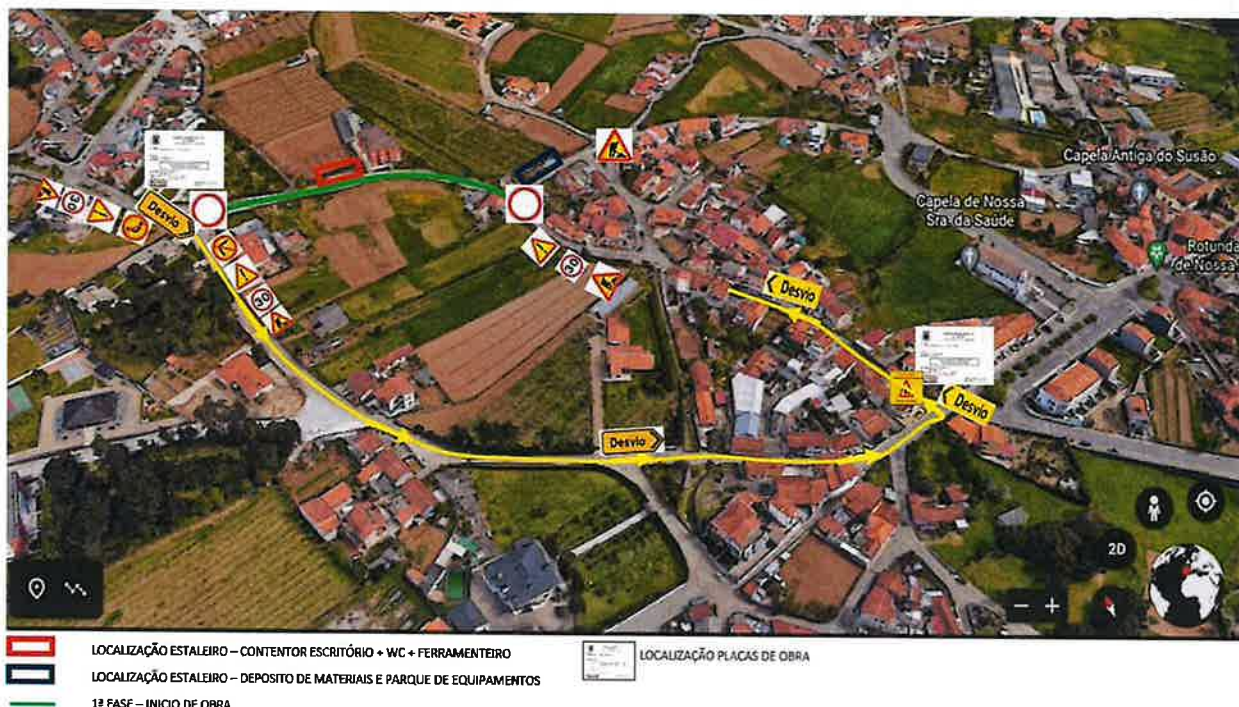 Capela Antiga do Susão
Capela de Nossa
Sra. da Saúde
Rotunda
de Nossa
Desvio
30
30
30
Desvio
Desvio
Desvio
2D
LOCALIZAÇÃO ESTALEIRO – CONTENTOR ESCRITÓRIO + WC + FERRAMENTEIRO
LOCALIZAÇÃO PLACAS DE OBRA
LOCALIZAÇÃO ESTALEIRO – DEPOSITO DE MATERIAIS E PARQUE DE EQUIPAMENTOS
1ª FASE – INICIO DE OBRA